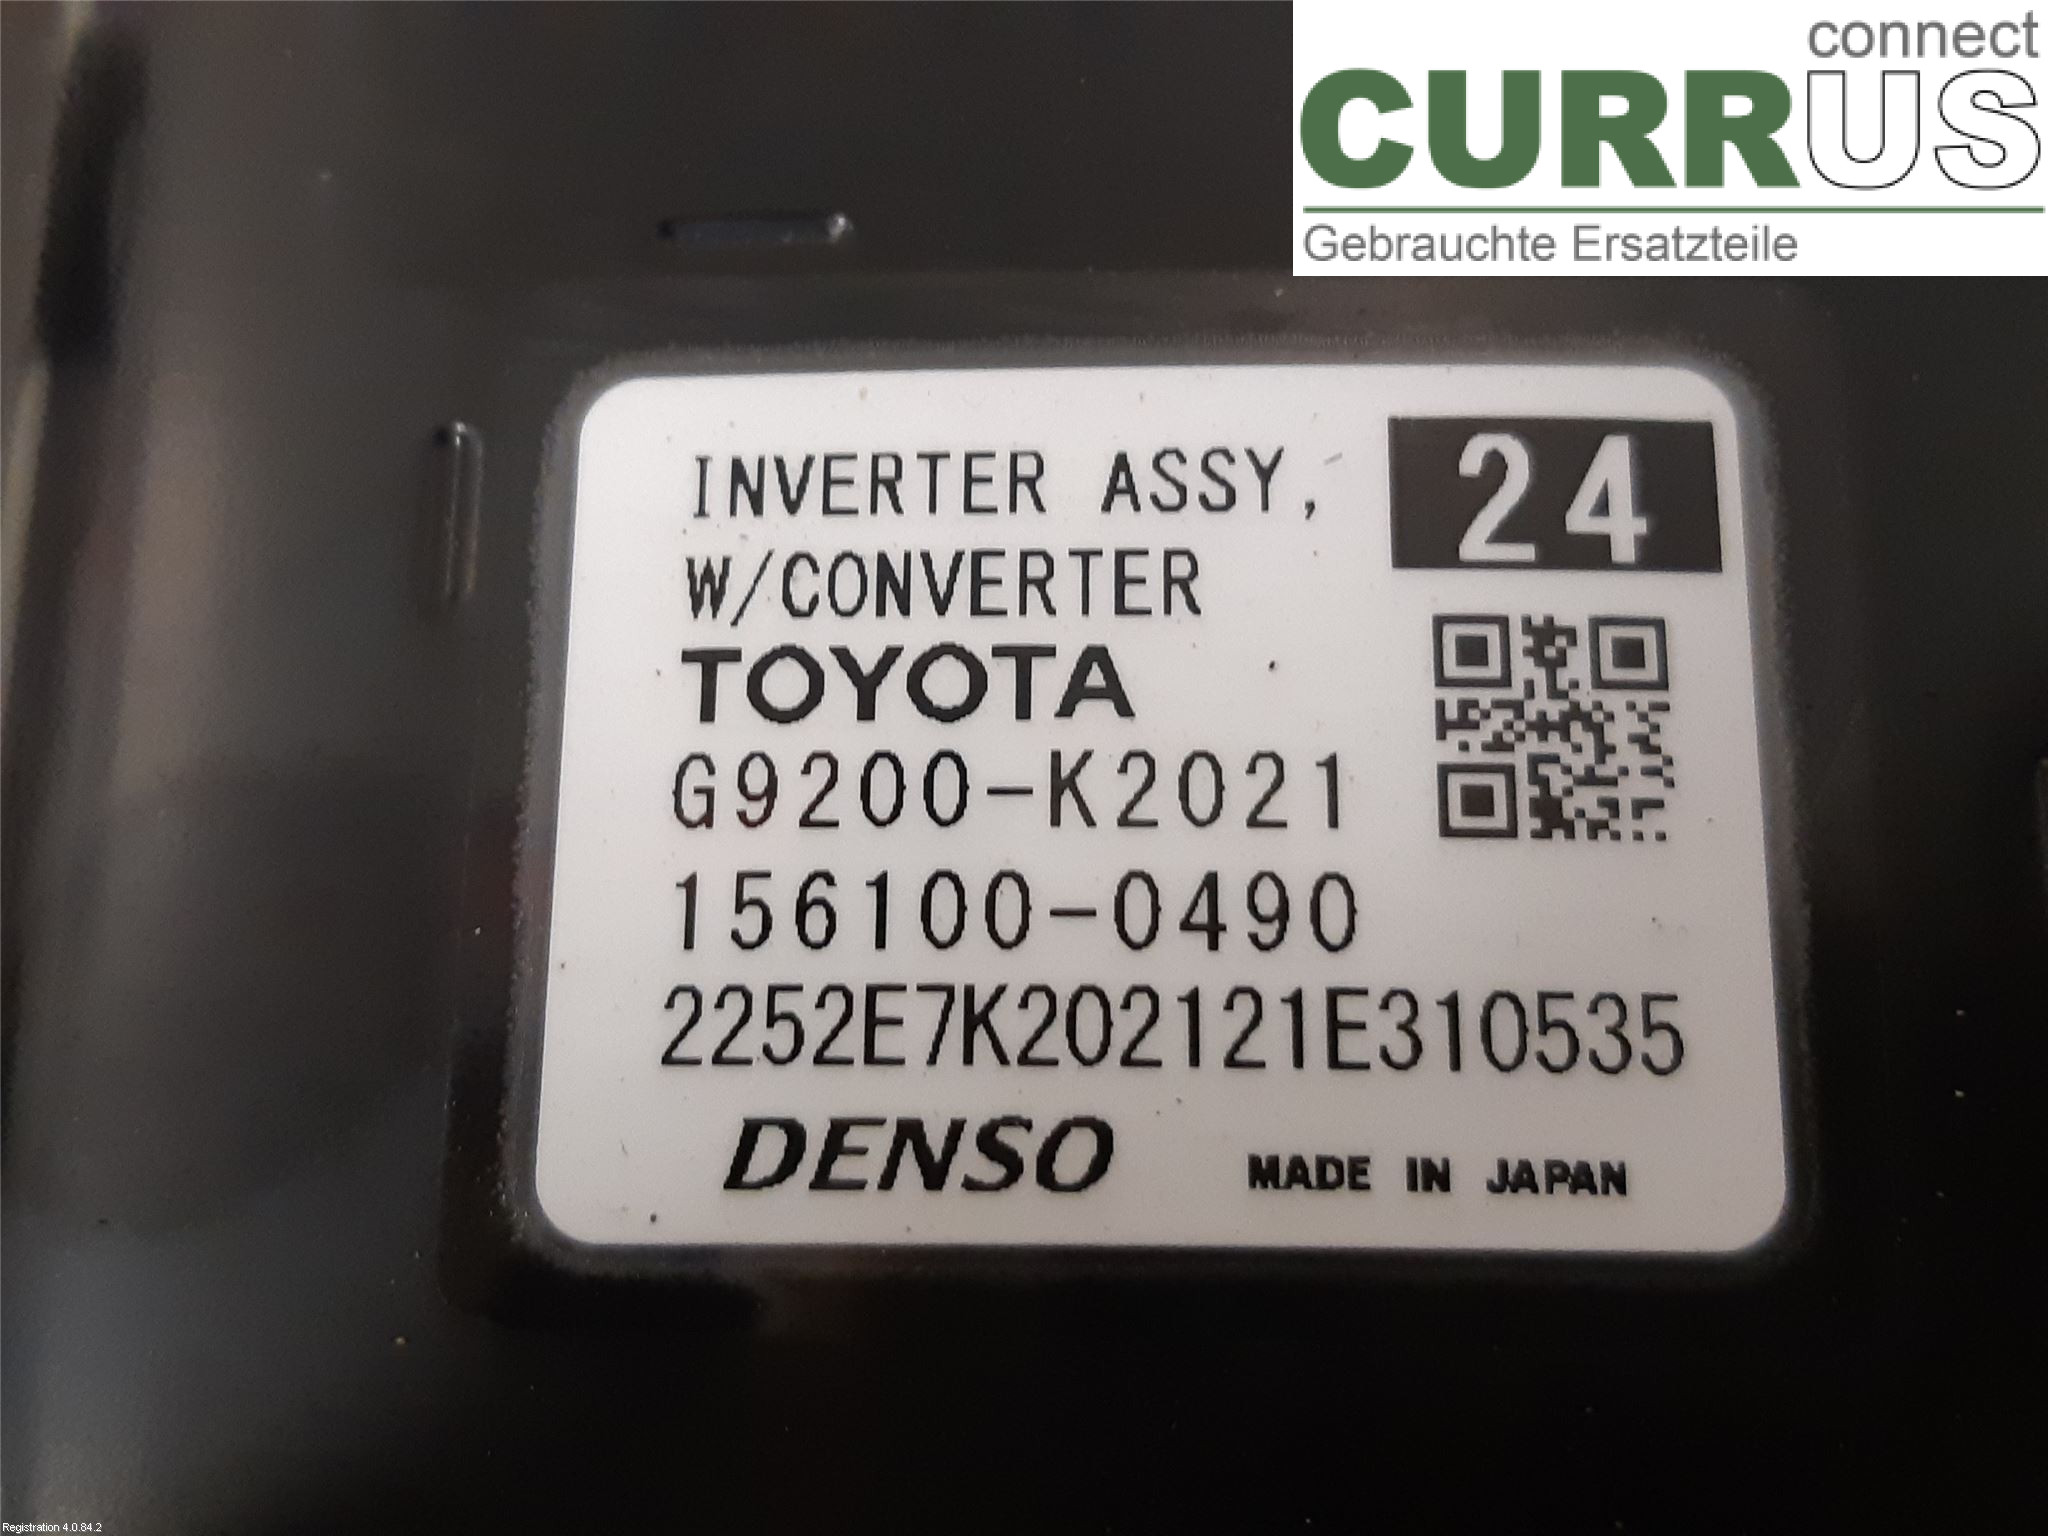 connect
CURRUS
Gebrauchte Ersatzteile
INVERTER ASSY,
24
W/CONVERTER
TOYOTA
G9200-K2021
156100-0490
2252E7K202121E310535
DENSO
MADE IN JAPAN
Registration 4.0.84.2